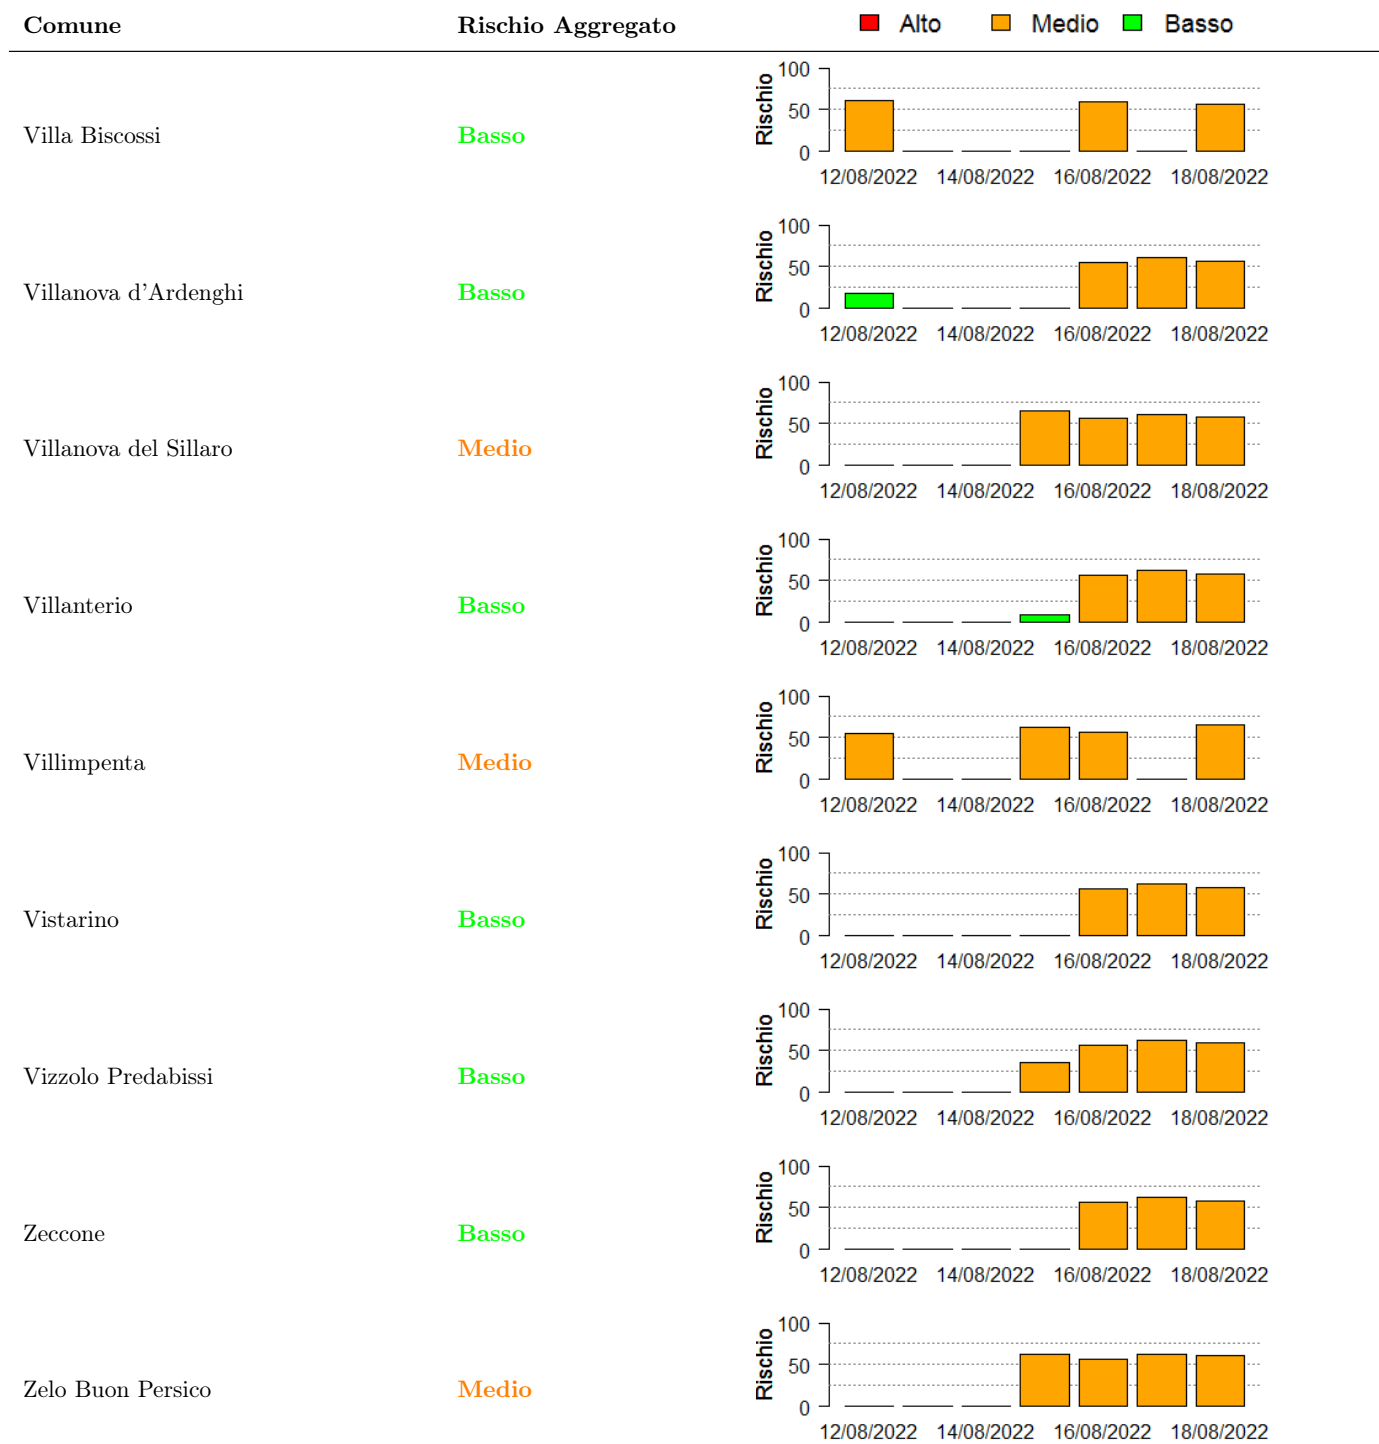 Comune Rischio Aggregato Alto Medio Basso
100
50
0
Rischio
Villa Biscossi Basso
12/08/2022 14/08/2022 16/08/2022 18/08/2022
100
50
0
Rischio
Villanova d'Ardenghi Basso
12/08/2022 14/08/2022 16/08/2022 18/08/2022
100
50
0
Rischio
Villanova del Sillaro Medio
12/08/2022 14/08/2022 16/08/2022 18/08/2022
100
50
0
Rischio
Villanterio Basso
12/08/2022 14/08/2022 16/08/2022 18/08/2022
100
50
0
Rischio
Villimpenta Medio
12/08/2022 14/08/2022 16/08/2022 18/08/2022
100
50
0
Rischio
Vistarino Basso
12/08/2022 14/08/2022 16/08/2022 18/08/2022
100
50
0
Rischio
Vizzolo Predabissi Basso
12/08/2022 14/08/2022 16/08/2022 18/08/2022
100
50
0
Rischio
Zeccone Basso
12/08/2022 14/08/2022 16/08/2022 18/08/2022
100
50
0
Rischio
Zelo Buon Persico Medio
12/08/2022 14/08/2022 16/08/2022 18/08/2022